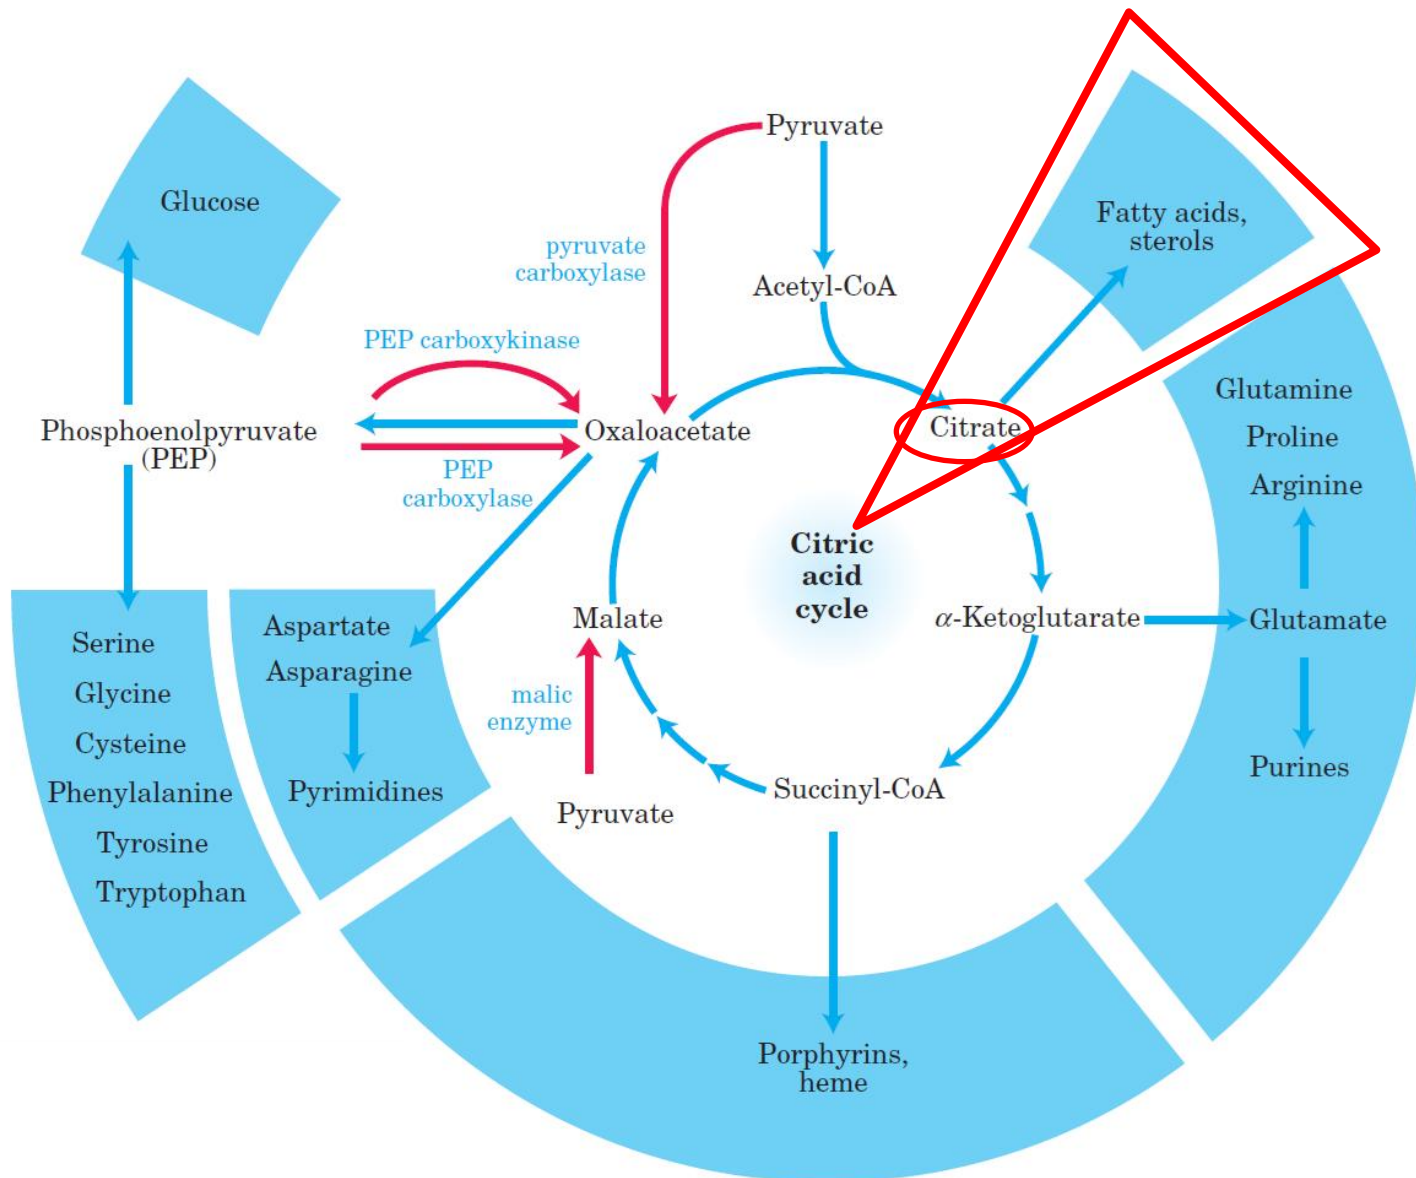 Pyruvate
Glucose
Fatty acids,
sterols
pyruvate
carboxylase
Acetyl-CoA
PEP carboxykinase
Glutamine
Phosphoenolpyruvate
(PEP)
Oxaloacetate
Citrate
Proline
PEP
carboxylase
Arginine
Citric
acid
cycle
Serine
Glycine
Cysteine
Phenylalanine
Tyrosine
Tryptophan
Aspartate
Asparagine
Pyrimidines
Malate
α-Ketoglutarate
Glutamate
malic
enzyme
Pyruvate
Succinyl-CoA
Purines
Porphyrins,
heme